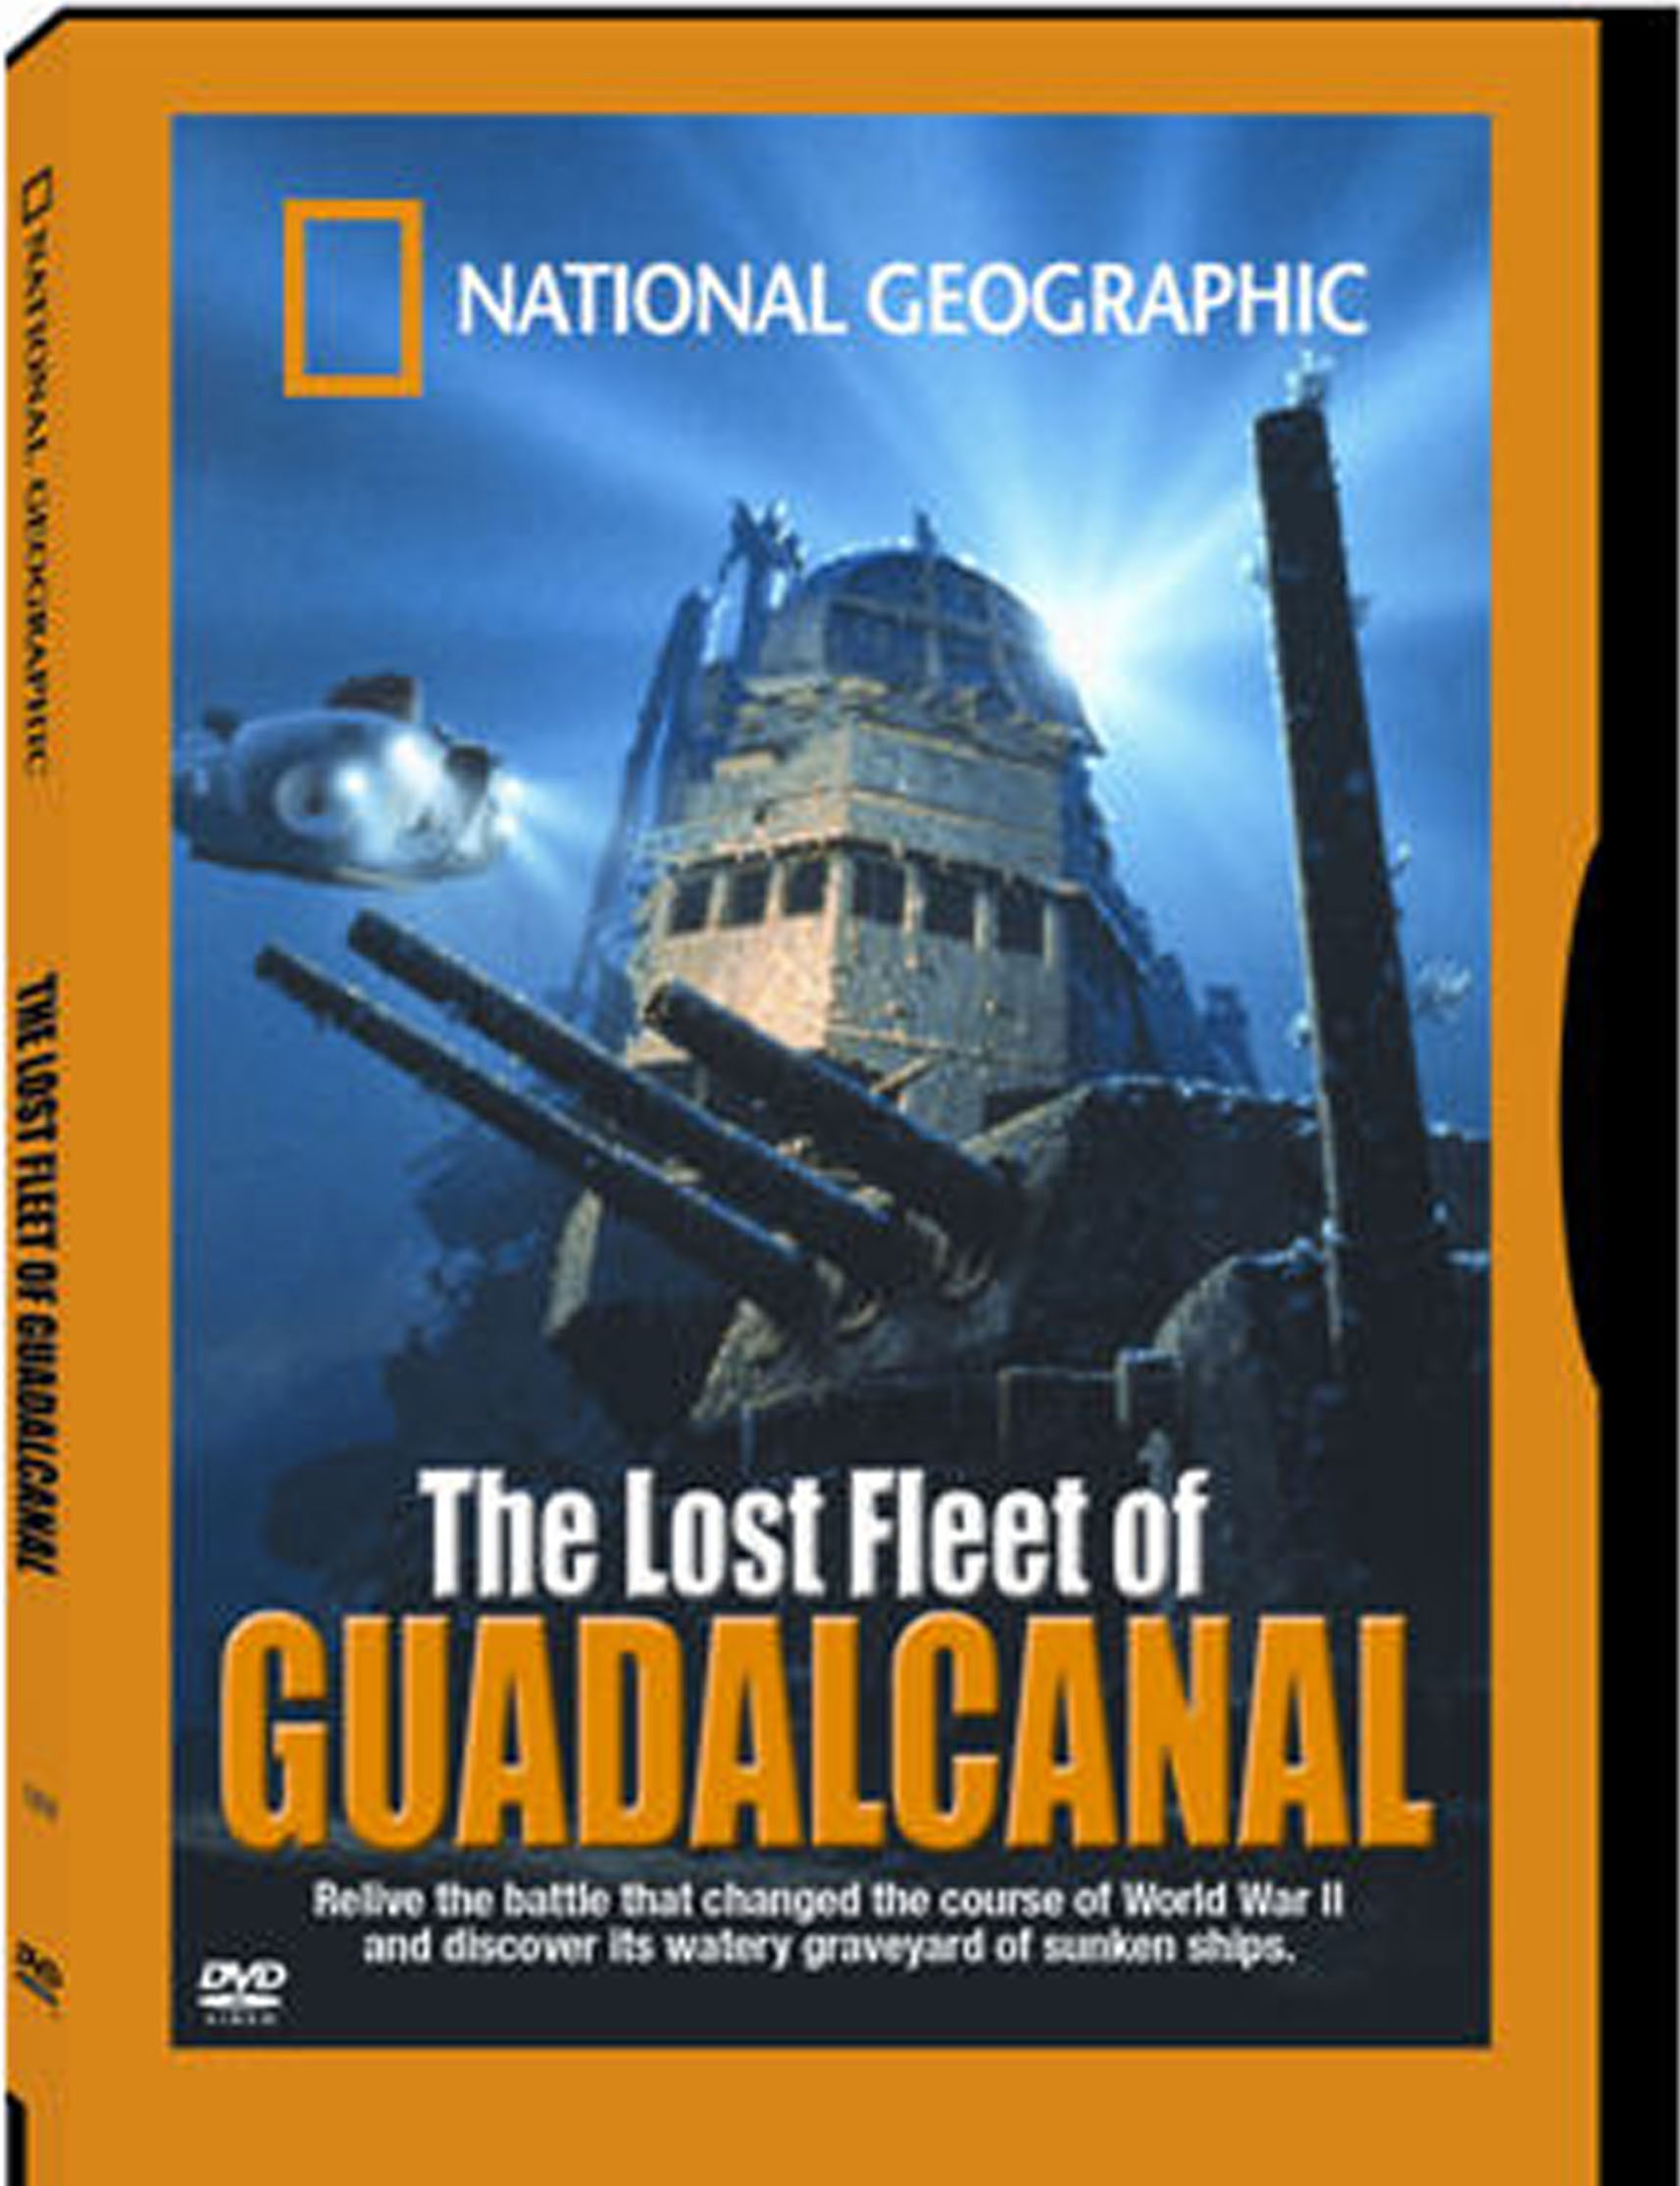 NATIONAL GEOGRAPHIC
THE LOST FLEET OF GUADALCANAL
NATIONAL GEOGRAPHIC
The Lost Fleet of
GUADALCANAL
Relive the battle that changed the course of World War II
and discover its watery graveyard of sunken ships.
DVD
VIDEO